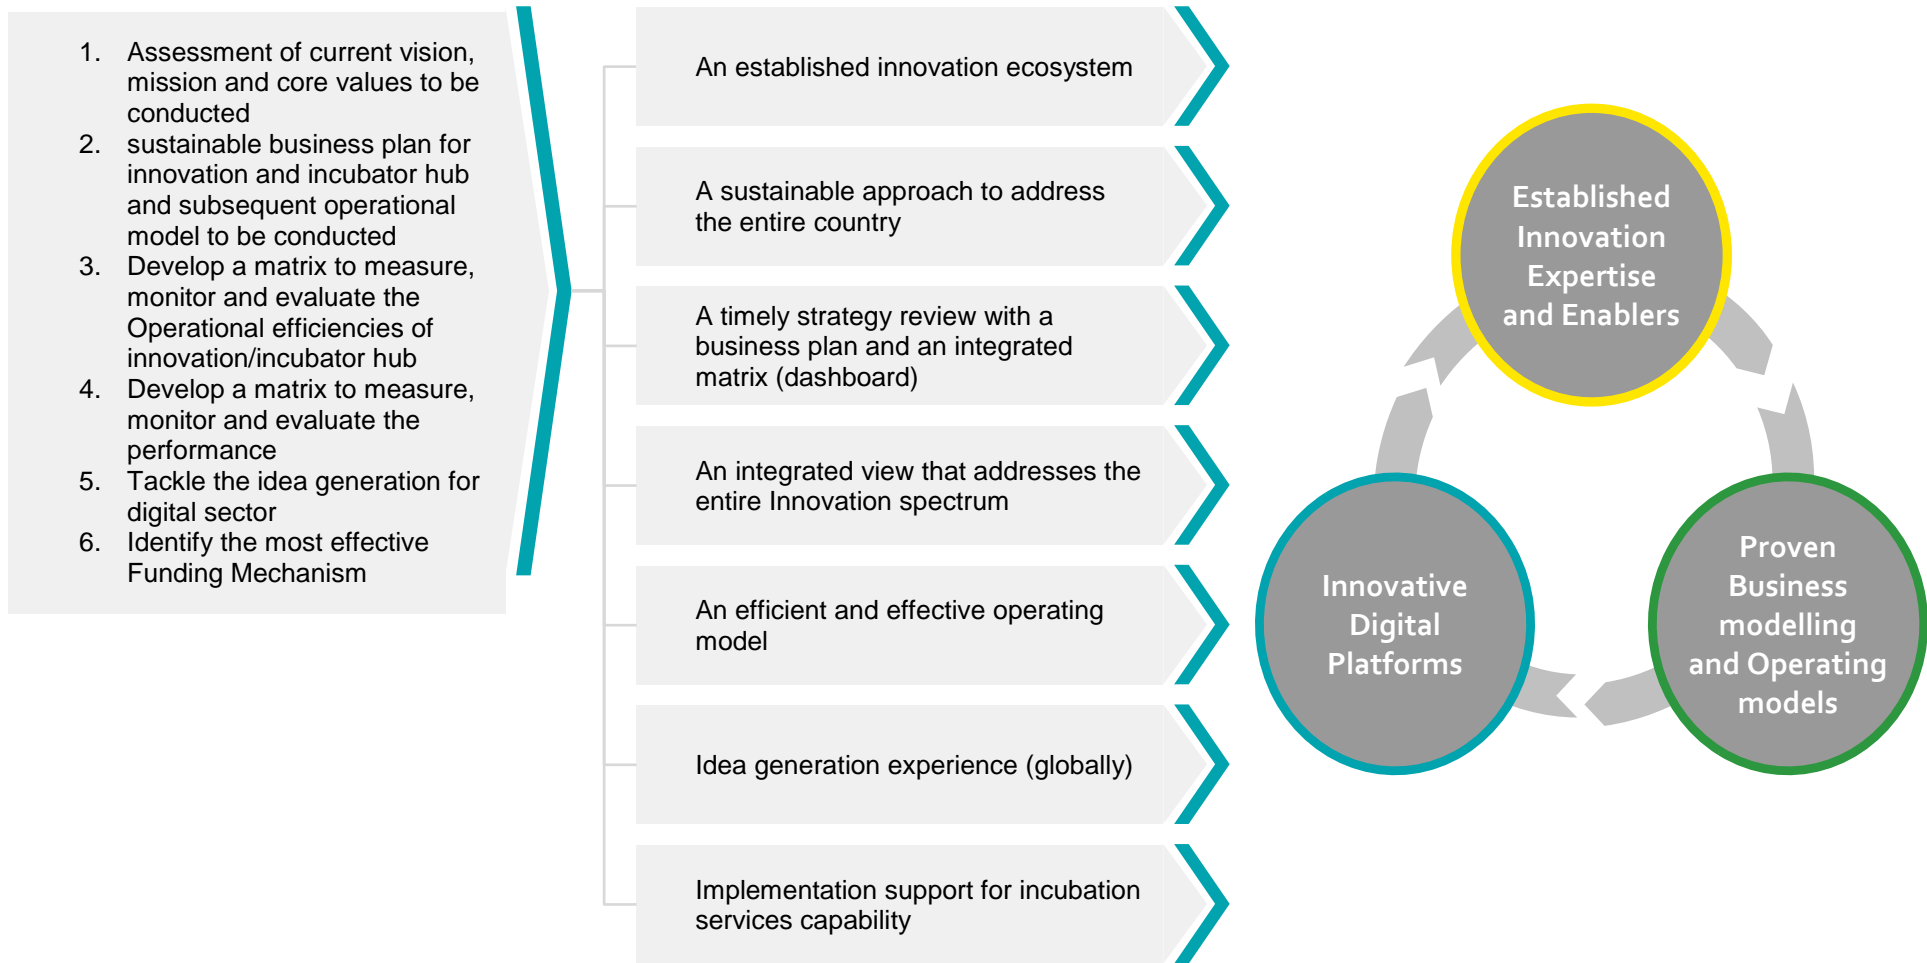 1. Assessment of current vision,
mission and core values to be
conducted
2. sustainable business plan for
innovation and incubator hub
and subsequent operational
model to be conducted
3. Develop a matrix to measure,
monitor and evaluate the
Operational efficiencies of
innovation/incubator hub
4. Develop a matrix to measure,
monitor and evaluate the
performance
5. Tackle the idea generation for
digital sector
6. Identify the most effective
Funding Mechanism
An established innovation ecosystem
A sustainable approach to address
the entire country
A timely strategy review with a
business plan and an integrated
matrix (dashboard)
An integrated view that addresses the
entire Innovation spectrum
An efficient and effective operating
model
Idea generation experience (globally)
Implementation support for incubation
services capability
Established
Innovation
Expertise
and Enablers
Innovative
Digital
Platforms
Proven
Business
modelling
and Operating
models